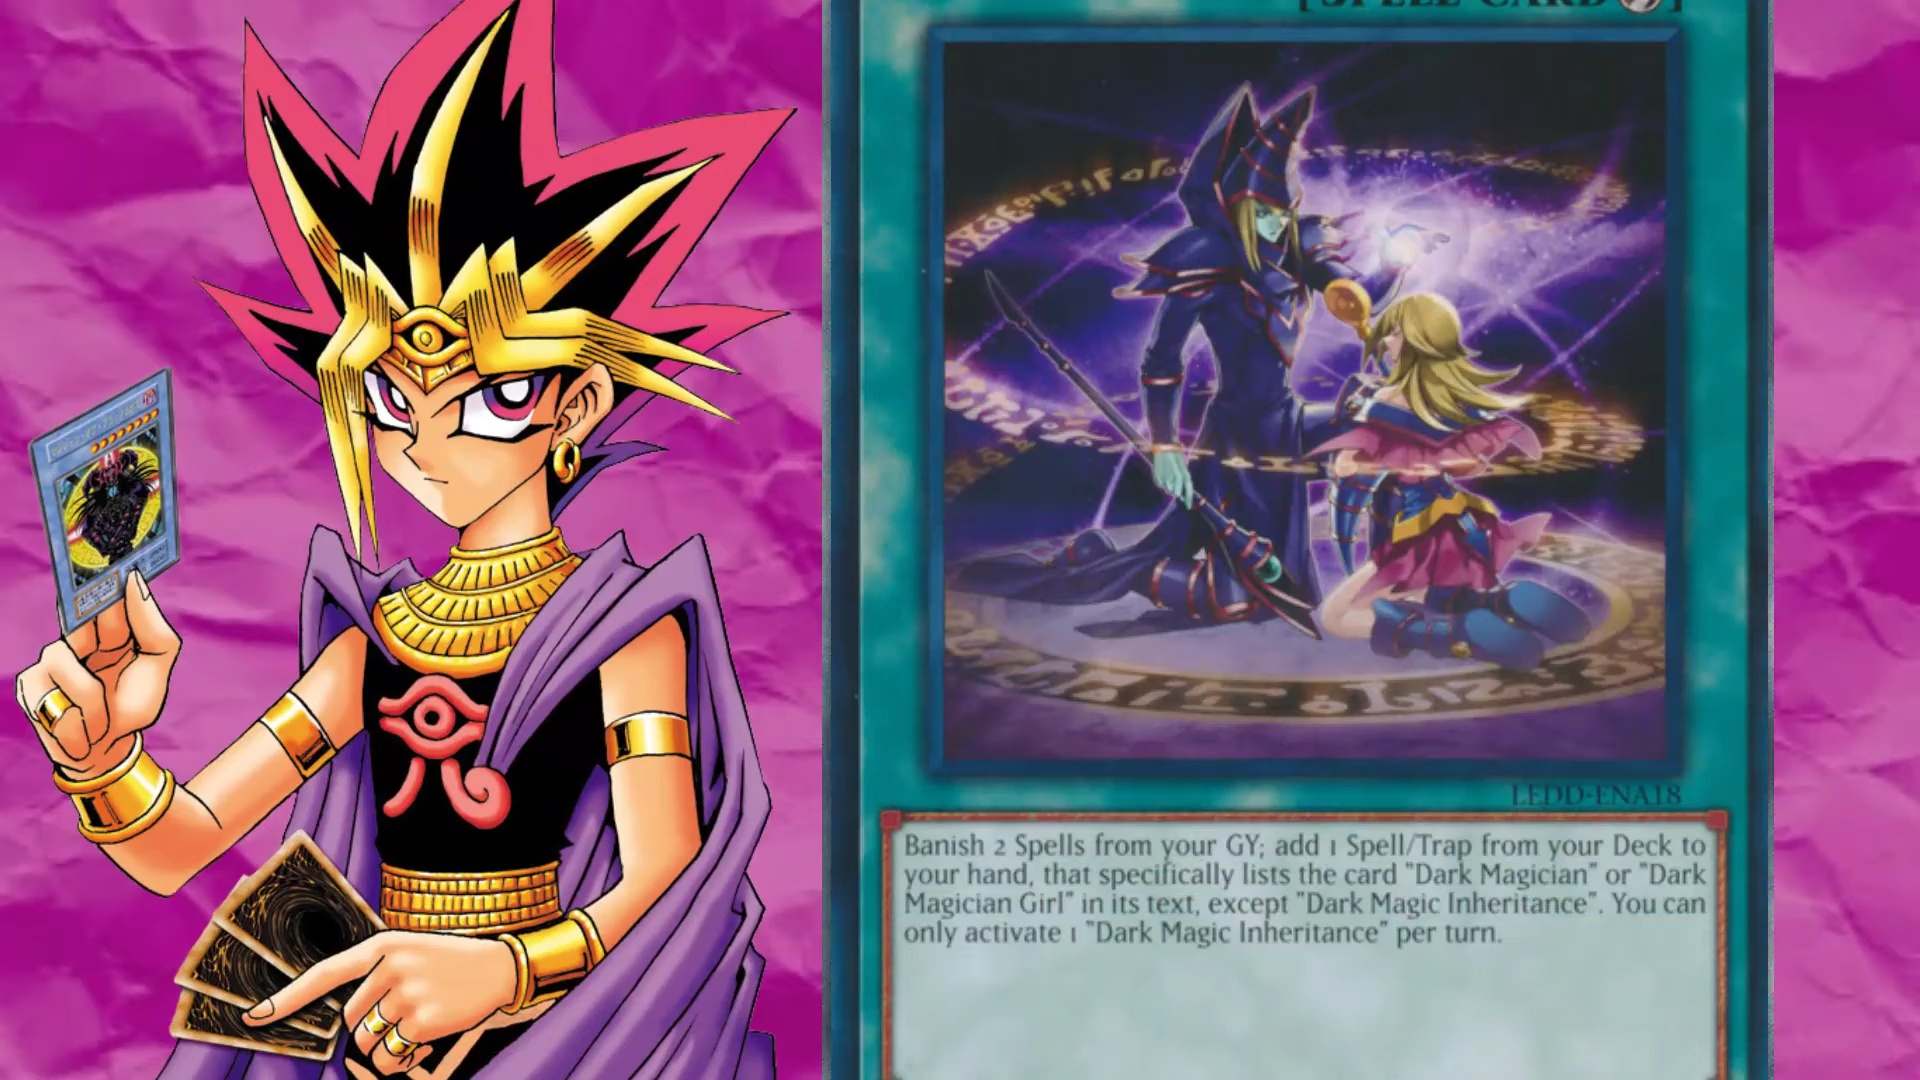 [SPELL CARD]
LEDD-ENA18
Banish 2 Spells from your GY; add 1 Spell/Trap from your Deck to
your hand, that specifically lists the card "Dark Magician" or "Dark
Magician Girl" in its text, except "Dark Magic Inheritance". You can
only activate 1 "Dark Magic Inheritance" per turn.